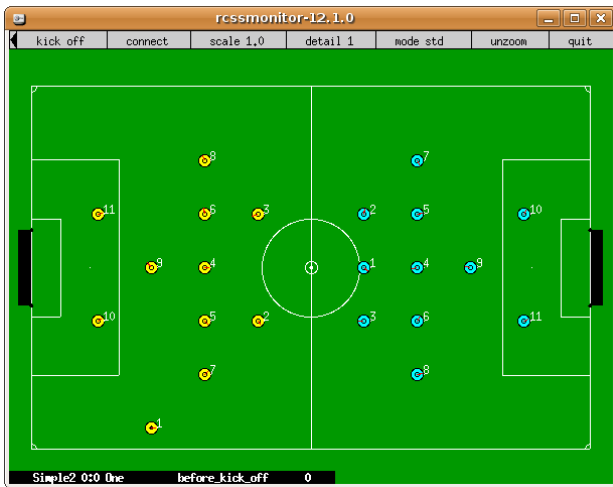 rcssmonitor-12.1.0
kick off connect scale 1.0 detail 1 mode std unzoom quit
8 7
11 6 3 2 5 10
9 4 1 4 9
10 5 2 3 6 11
7 8
1
Simple2 0:0 One before_kick_off 0